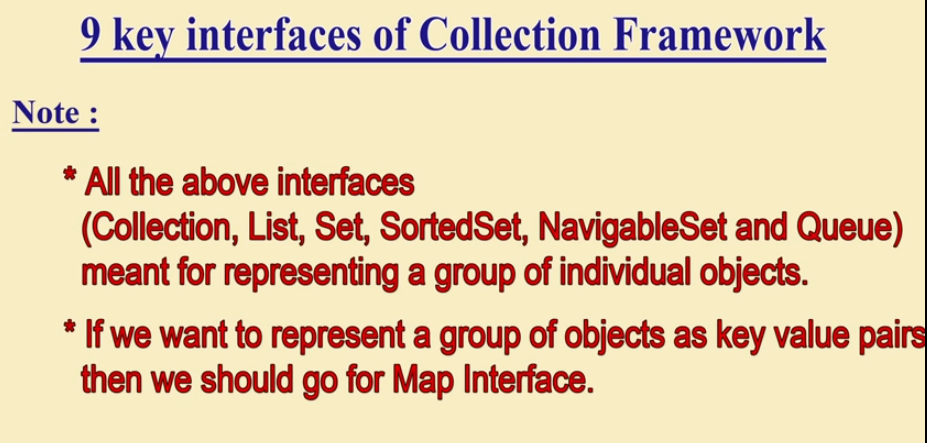 9 key interfaces of Collection Framework
Note :
* All the above interfaces
(Collection, List, Set, SortedSet, NavigableSet and Queue)
meant for representing a group of individual objects.
* If we want to represent a group of objects as key value pairs
then we should go for Map Interface.